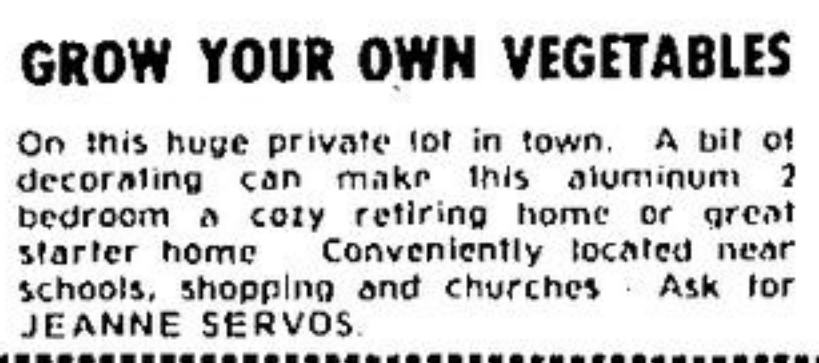 GROW YOUR OWN VEGETABLES
On this huge private lot in town. A bit of
decorating can make this aluminum 2
bedroom a cozy retiring home or great
starter home Conveniently located near
schools, shopping and churches. Ask for
JEANNE SERVOS.